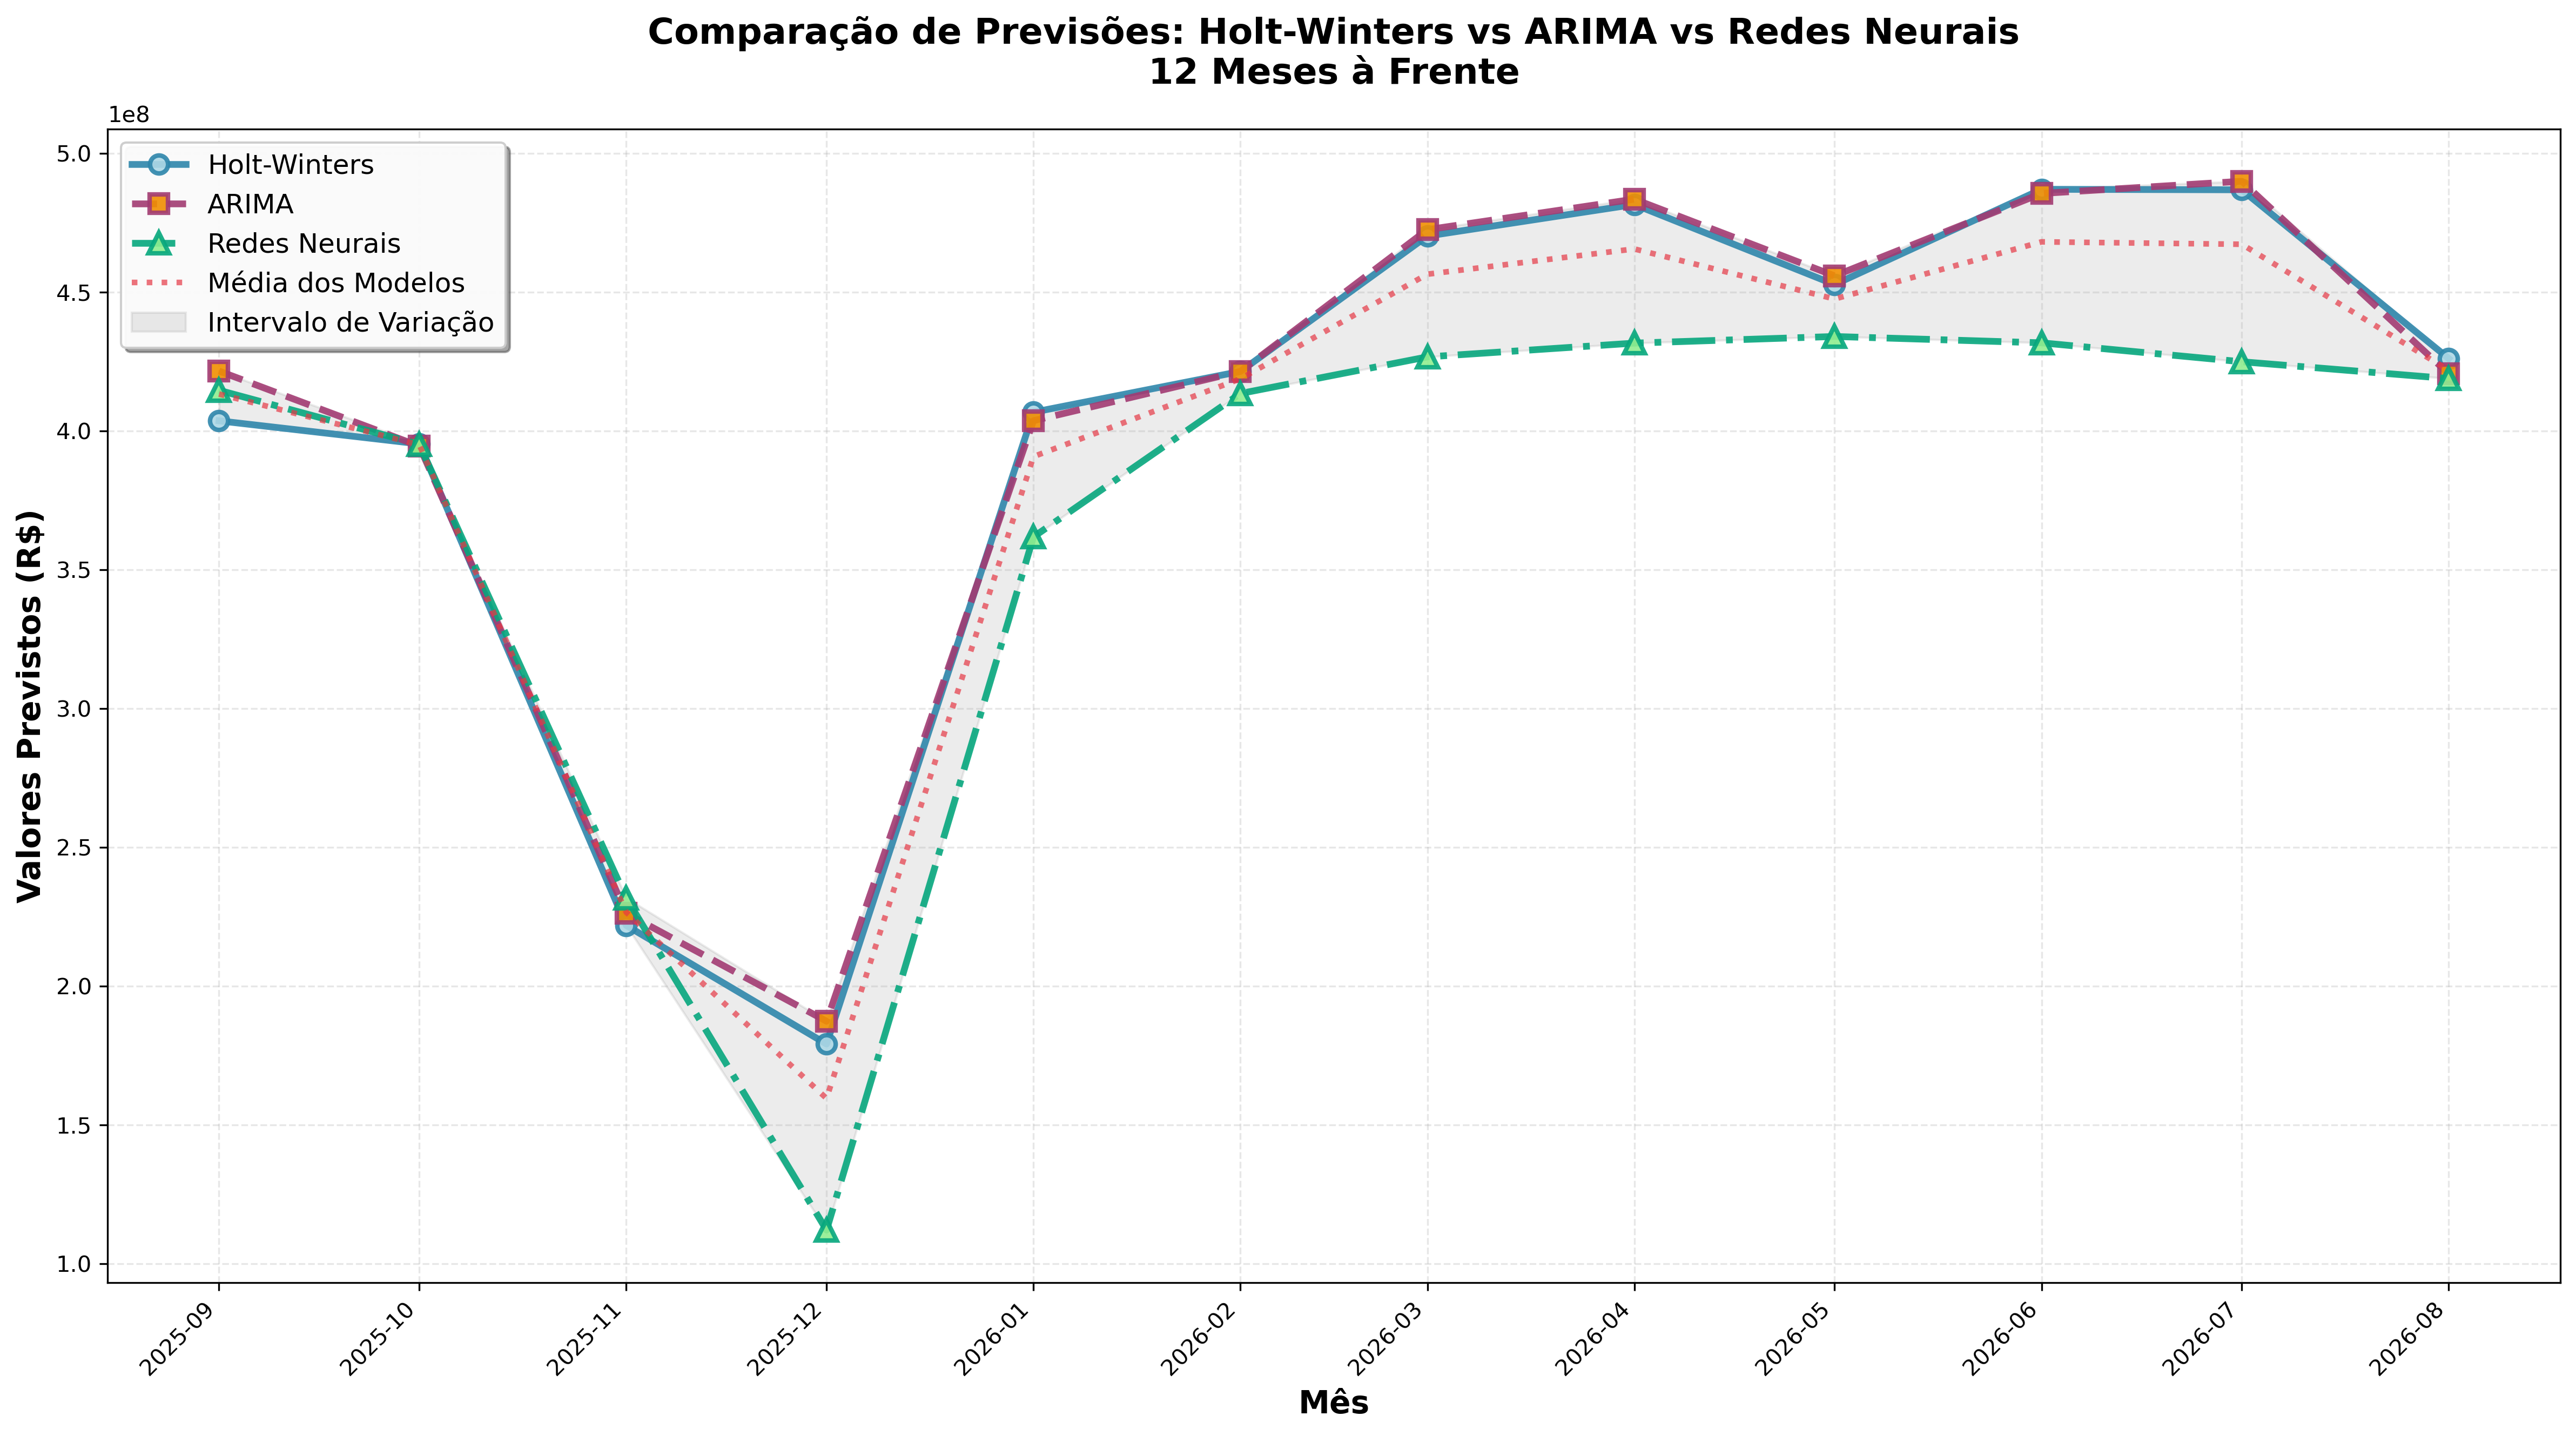 Comparação de Previsões: Holt-Winters vs ARIMA vs Redes Neurais
12 Meses à Frente
1e8
Holt-Winters
ARIMA
Redes Neurais
Média dos Modelos
Intervalo de Variação
5.0
4.5
4.0
3.5
3.0
2.5
2.0
1.5
1.0
Valores Previstos (R$)
2025-09
2025-10
2025-11
2025-12
2026-01
2026-02
2026-03
2026-04
2026-05
2026-06
2026-07
2026-08
Mês